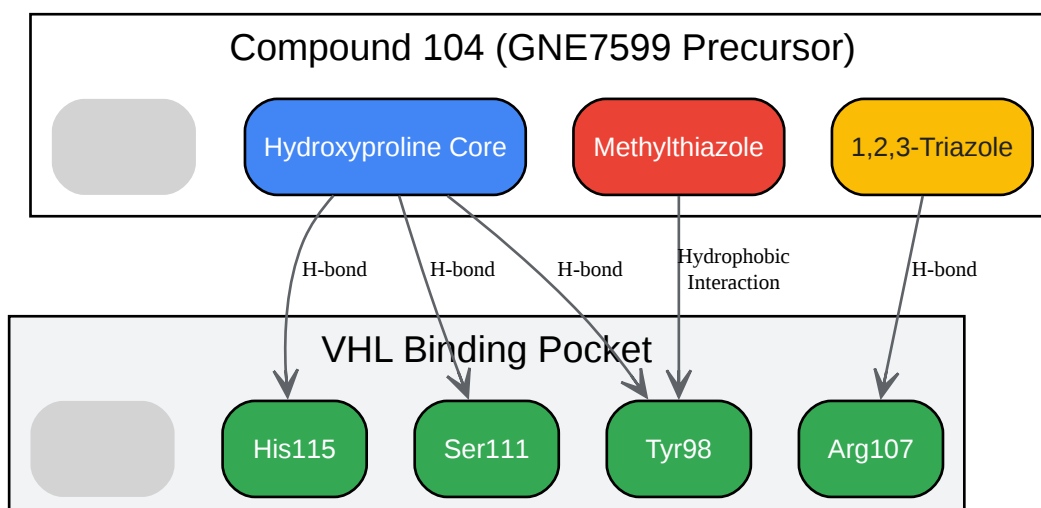 Compound 104 (GNE7599 Precursor)
Hydroxyproline Core
Methylthiazole
1,2,3-Triazole
H-bond
H-bond
H-bond
Hydrophobic
Interaction
H-bond
VHL Binding Pocket
His115
Ser111
Tyr98
Arg107